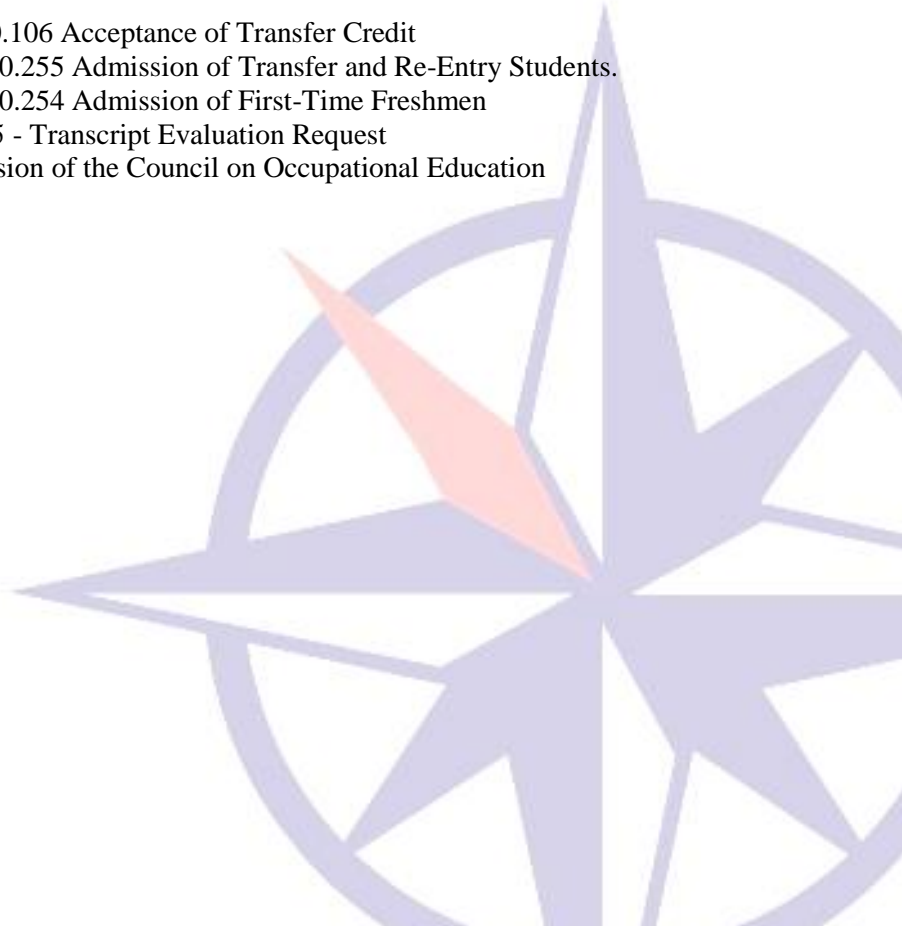 .106 Acceptance of Transfer Credit
0.255 Admission of Transfer and Re-Entry Students.
0.254 Admission of First-Time Freshmen
- Transcript Evaluation Request
sion of the Council on Occupational Education